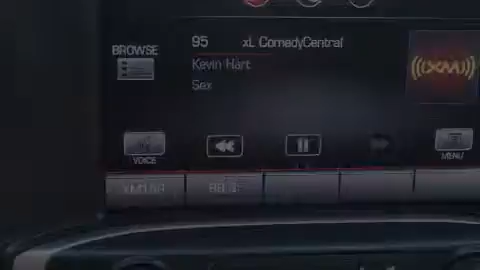 95 xL ComedyCentral
BROWSE
Kevin Hart
Sex
((XM))
VOICE
MENU